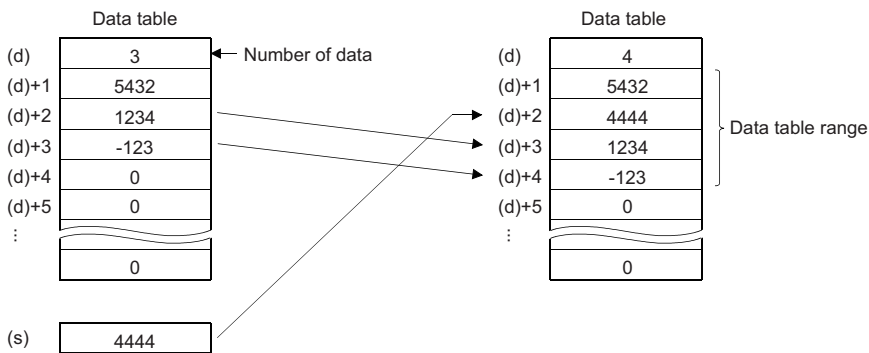 Data table
(d) 3 Number of data
(d)+1 5432
(d)+2 1234
(d)+3 -123
(d)+4 0
(d)+5 0
⋮
0
(s) 4444
Data table
(d) 4
(d)+1 5432
(d)+2 4444
(d)+3 1234
(d)+4 -123
(d)+5 0
⋮
0
Data table range